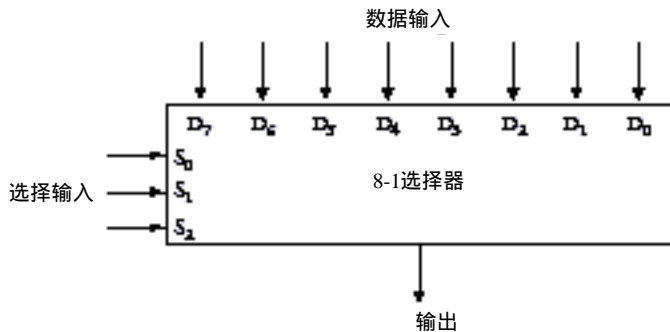 数据输入
D₇ D₆ D₅ D₄ D₃ D₂ D₁ D₀
S₀
选择输入 S₁
8-1选择器
S₂
输出